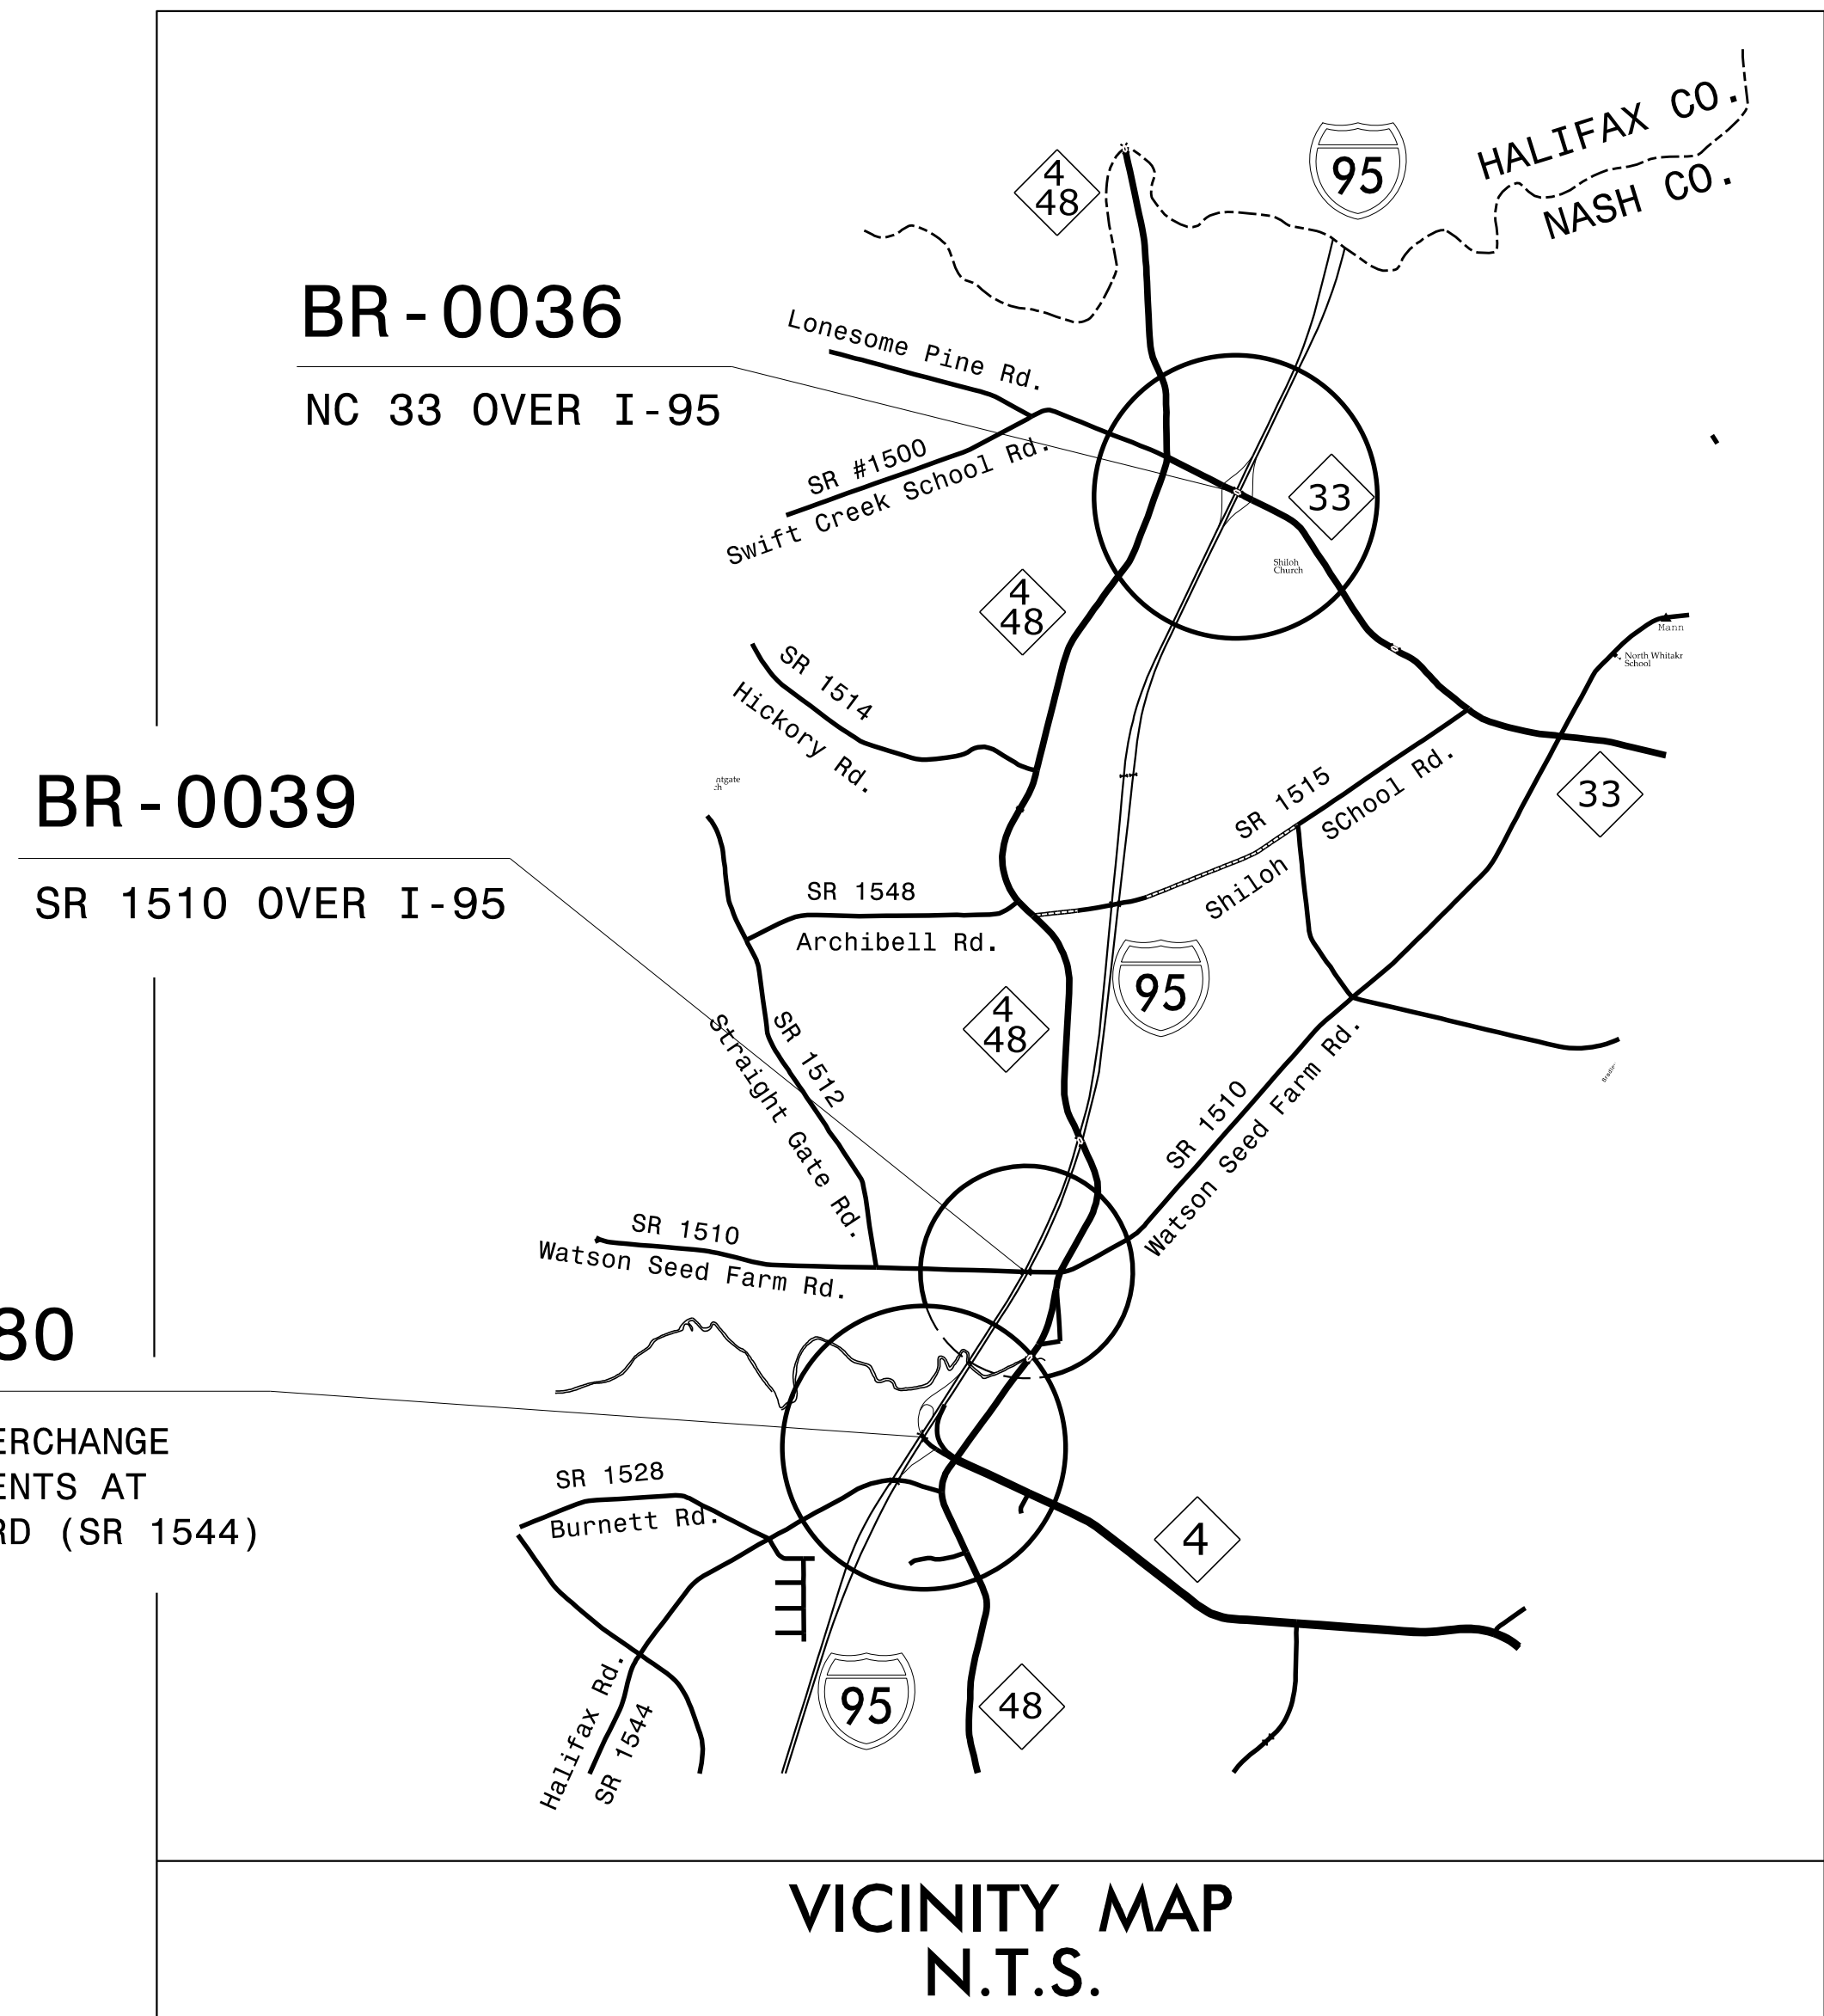 HALIFAX CO.
NASH CO.
4
48
95
BR-0036
NC 33 OVER I-95
Lonesome Pine Rd.
SR #1500
Swift Creek School Rd.
33
Shiloh
Church
4
48
Mann
North Whitakr
School
SR 1514
Hickory Rd.
ntgate
ch
BR-0039
SR 1510 OVER I-95
SR 1515
Shiloh SChool Rd.
33
SR 1548
Archibell Rd.
95
4
48
SR 1512
Straight Gate Rd.
SR 1510
Watson Seed Farm Rd.
SR 1510
Watson Seed Farm Rd.
80
ERCHANGE
ENTS AT
RD (SR 1544)
SR 1528
Burnett Rd.
4
Halifax Rd.
SR 1544
95
48
VICINITY MAP
N.T.S.